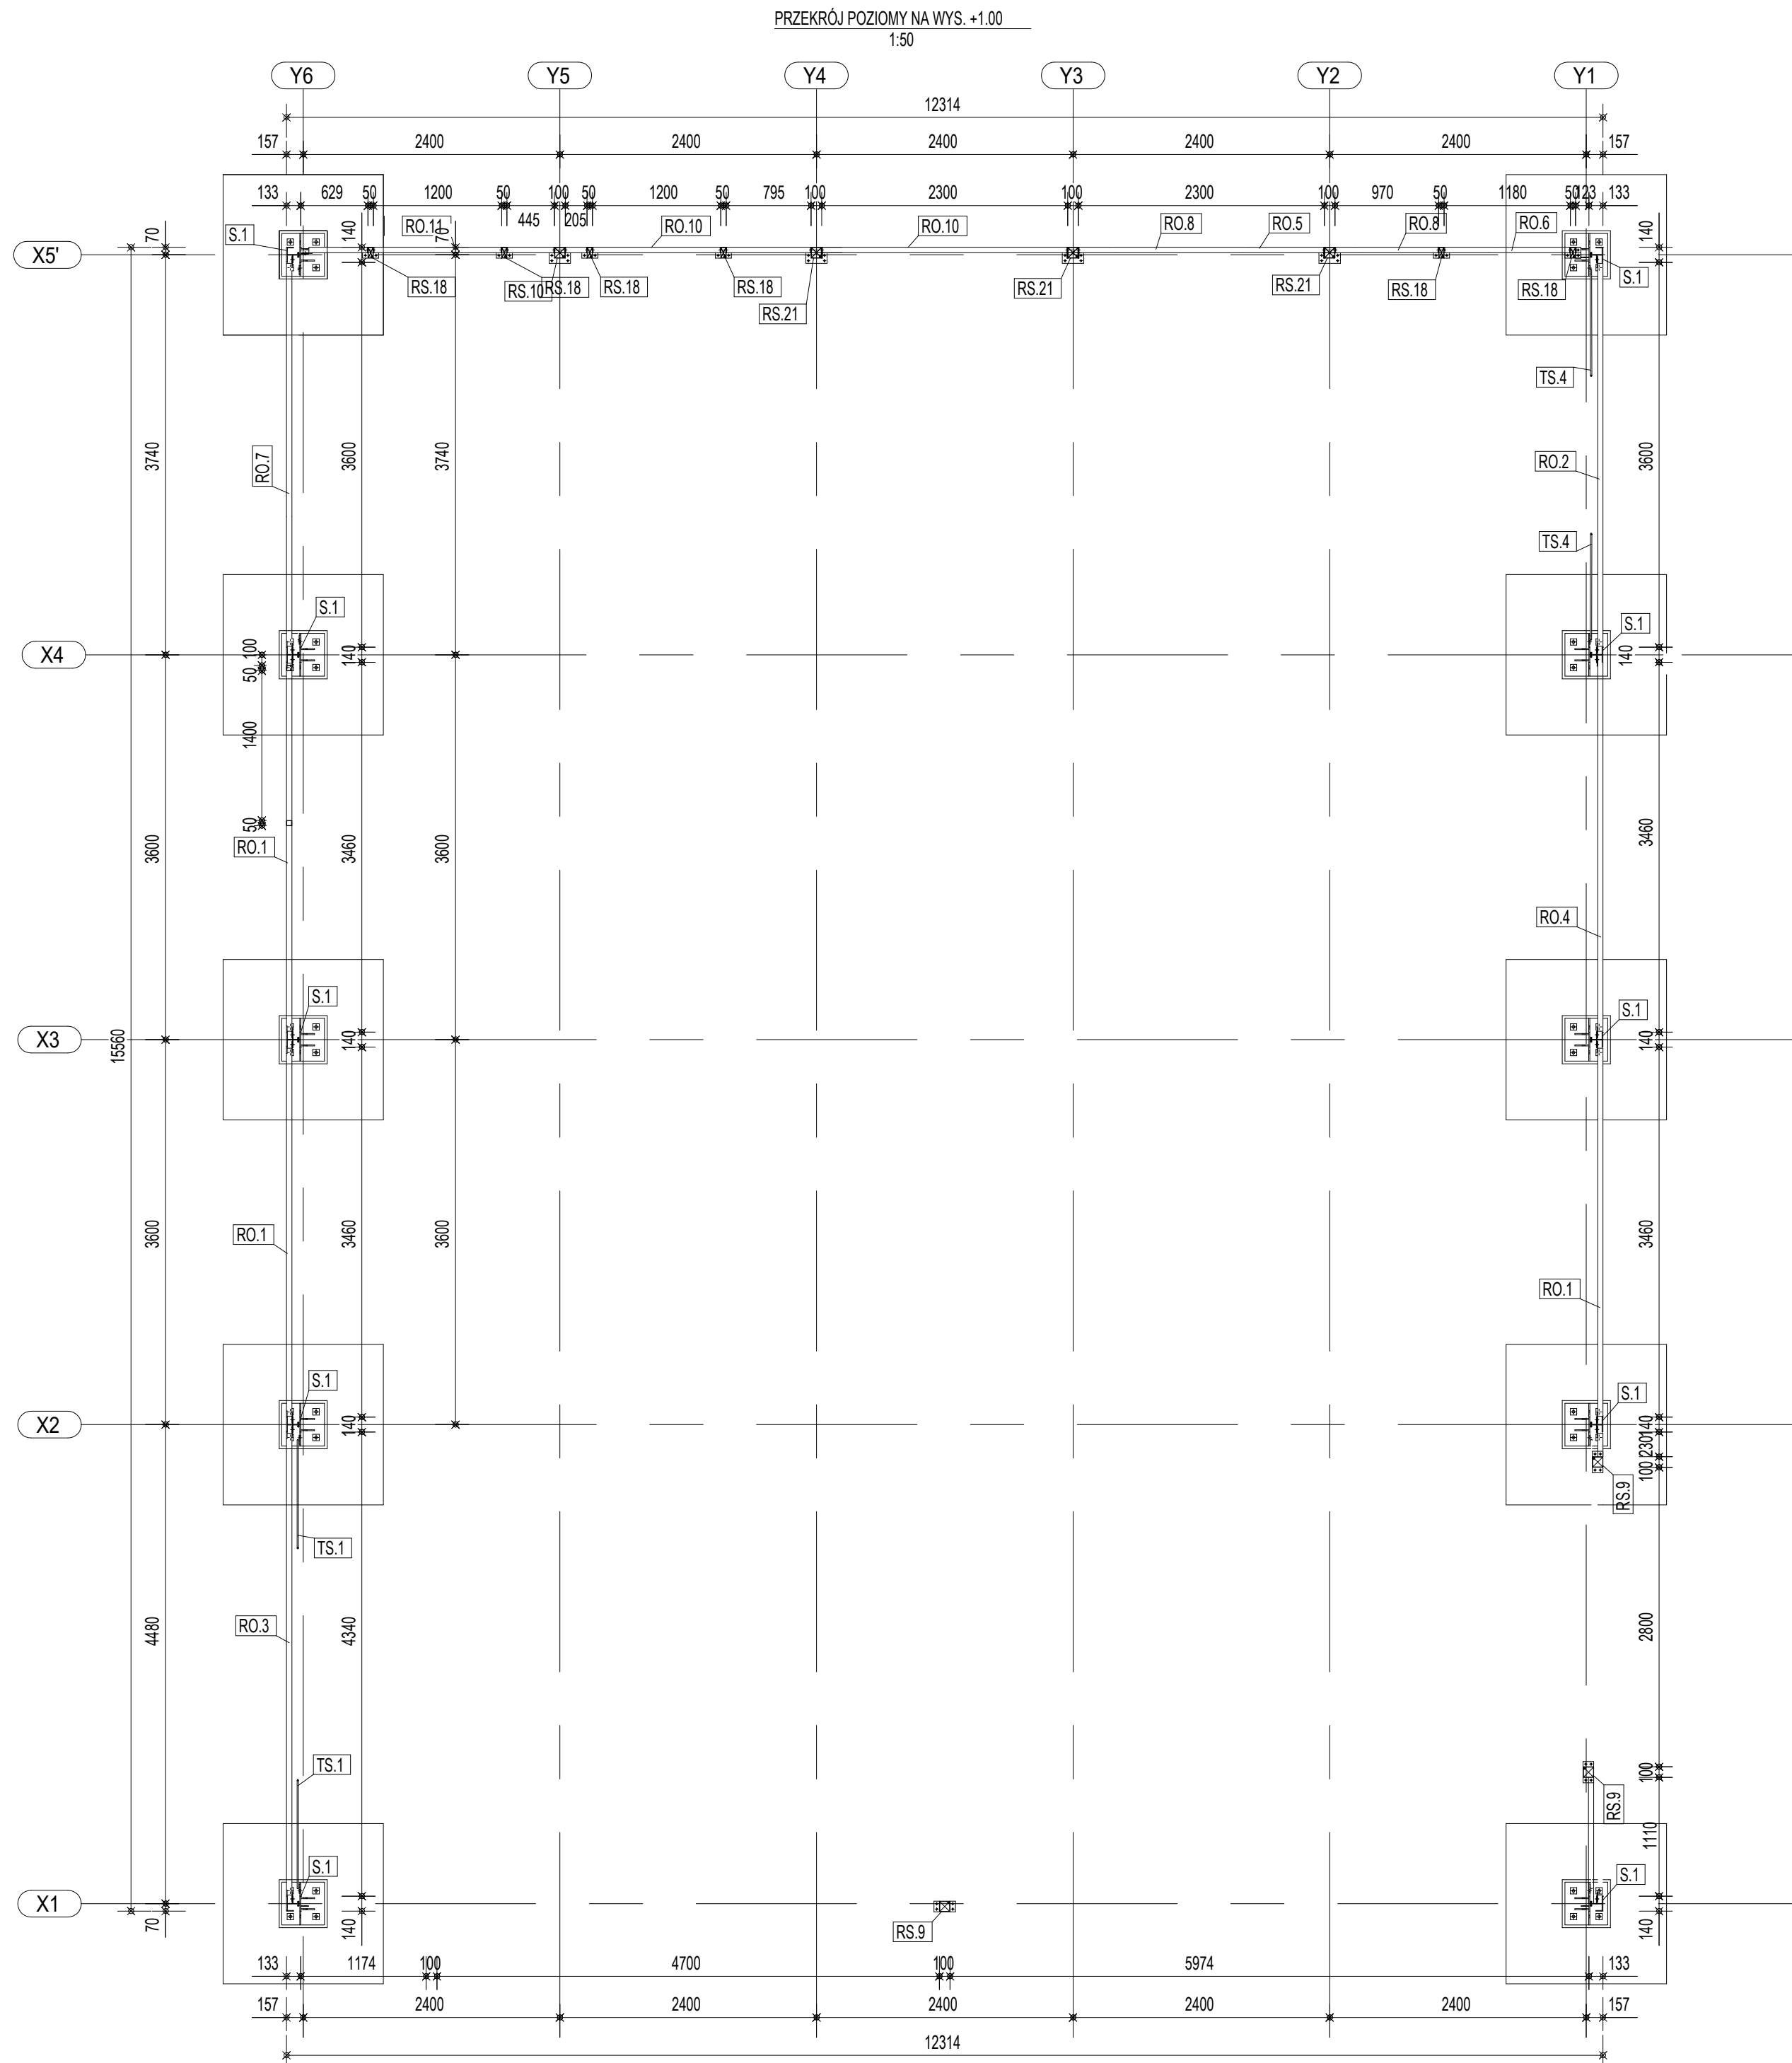 PRZEKRÓJ POZIOMY NA WYS. +1.00
1:50
Y6 Y5 Y4 Y3 Y2 Y1
12314
157 2400 2400 2400 2400 2400 157
133 629 50 1200 50 100 50 1200 50 795 100 2300 100 2300 100 970 50 1180 50 123 133
445 205
RO.11 RO.10 RO.10 RO.8 RO.5 RO.8 RO.6
X5' S.1 70 140 70 140 S.1
RS.18 RS.10 RS.18 RS.18 RS.18 RS.21 RS.21 RS.21 RS.18 RS.18
TS.4
3740 RO.7 3600 3740 RO.2 3600
TS.4
S.1 S.1
X4 100 50 140 140
1400
50
RO.1
3600 3460 3600 3460
RO.4
S.1 S.1
X3 15560 140 140
RO.1 3600 3460 3600 3460
RO.1
S.1 S.1
X2 140 140
230
100
RS.9
TS.1
RO.3 4480 4340 2800
TS.1
100
RS.9
1110
S.1 S.1
X1 70 140 140
RS.9
133 1174 100 4700 100 5974 133
157 2400 2400 2400 2400 2400 157
12314